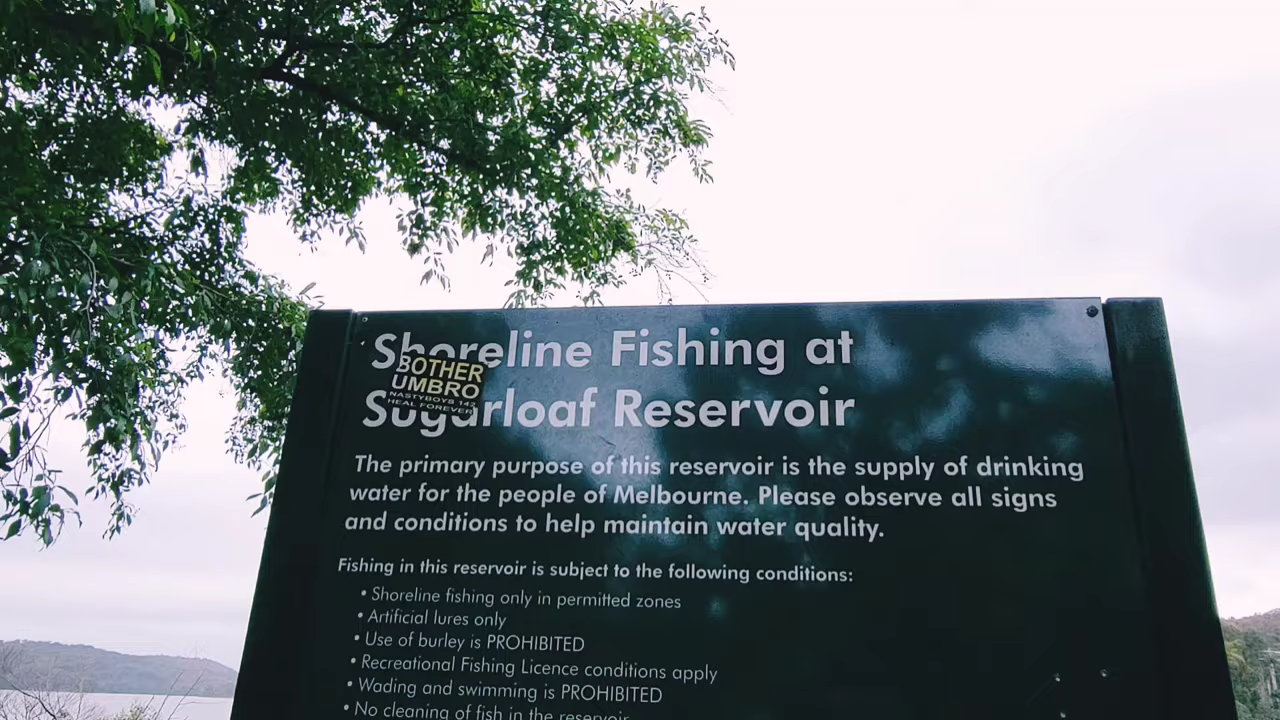 Shoreline Fishing at
Sugarloaf Reservoir
BOTHER
UMBRO
NASTYBOYS 142
HEAL FOREVER
The primary purpose of this reservoir is the supply of drinking
water for the people of Melbourne. Please observe all signs
and conditions to help maintain water quality.
Fishing in this reservoir is subject to the following conditions:
• Shoreline fishing only in permitted zones
• Artificial lures only
• Use of burley is PROHIBITED
• Recreational Fishing Licence conditions apply
• Wading and swimming is PROHIBITED
• No cleaning of fish in the reservoir